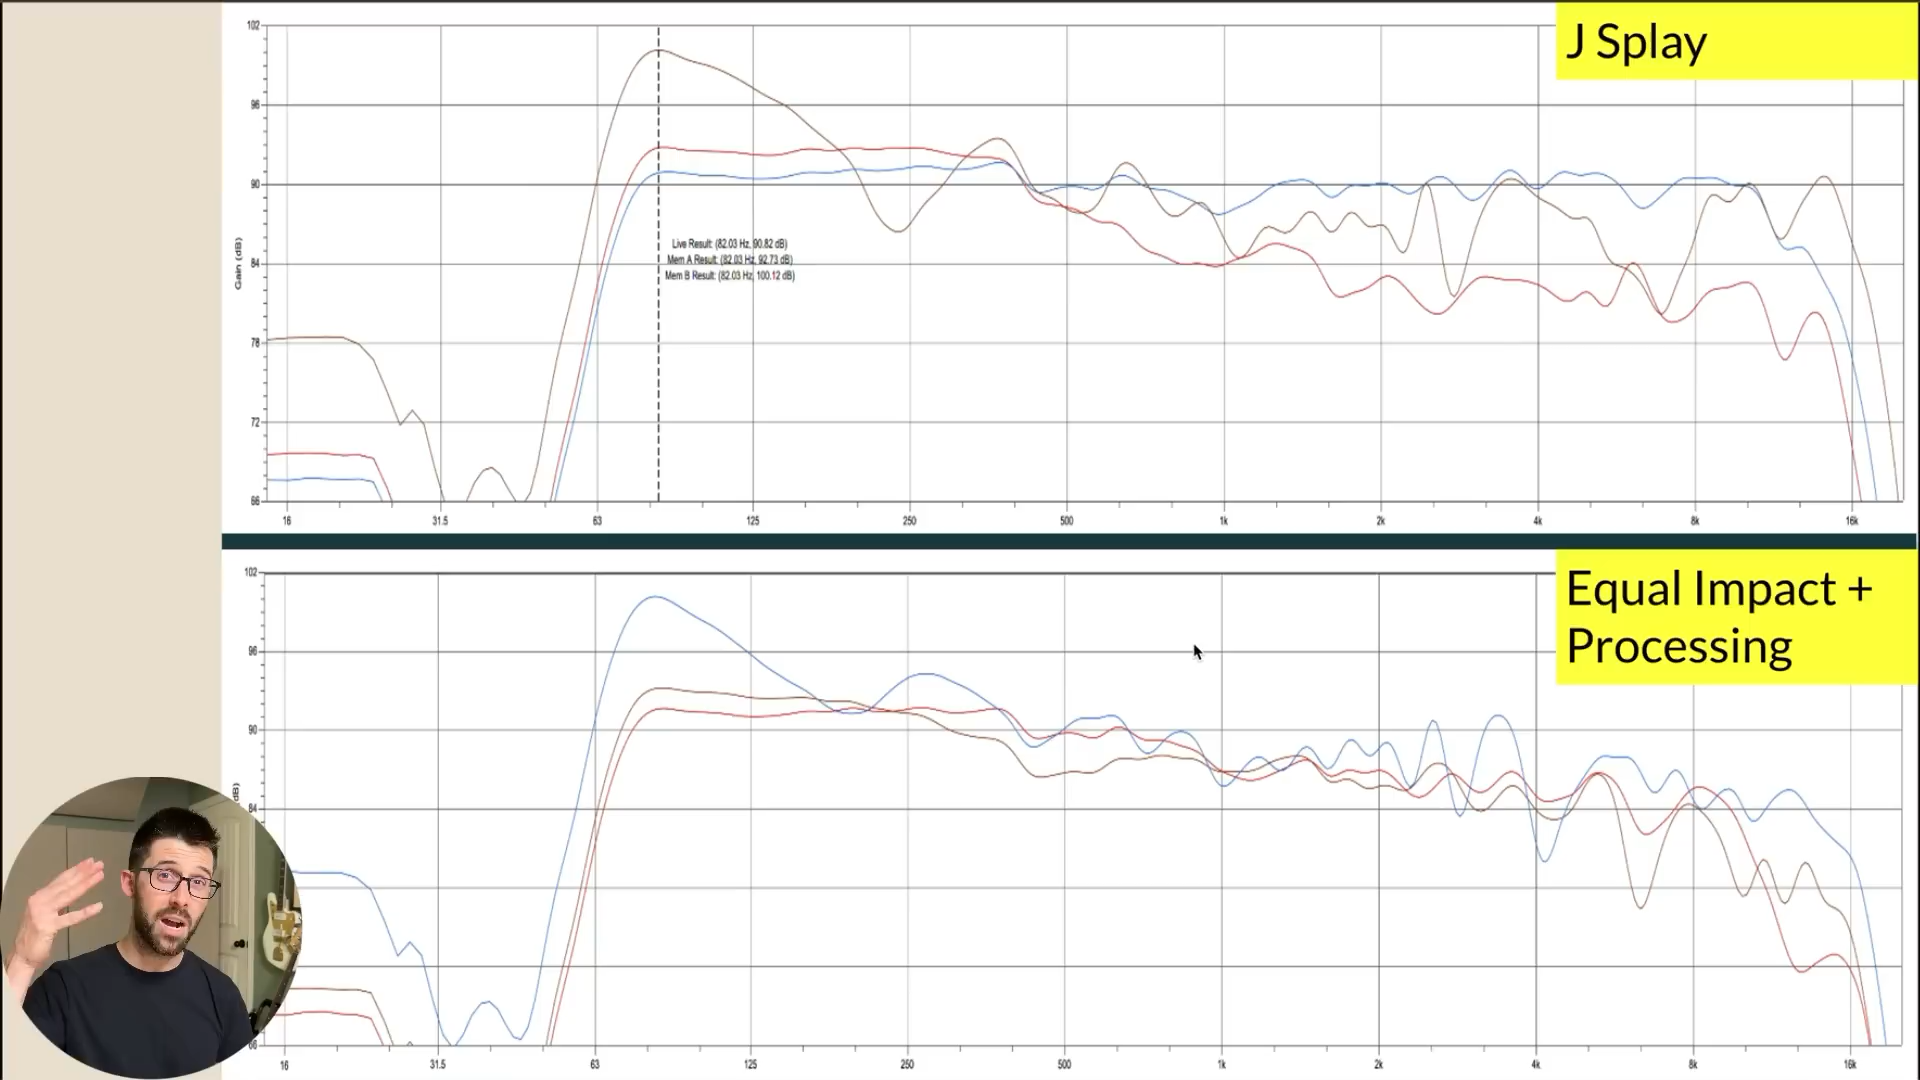 102
J Splay
96
90
Live Result: (82.03 Hz, 90.82 dB)
Mem A Result: (82.03 Hz, 92.73 dB)
Mem B Result: (82.03 Hz, 100.12 dB)
Gain (dB)
84
78
72
66
16 31.5 63 125 250 500 1k 2k 4k 8k 16k
102
Equal Impact +
Processing
96
90
dB)
84
66
16 31.5 63 125 250 500 1k 2k 4k 8k 16k